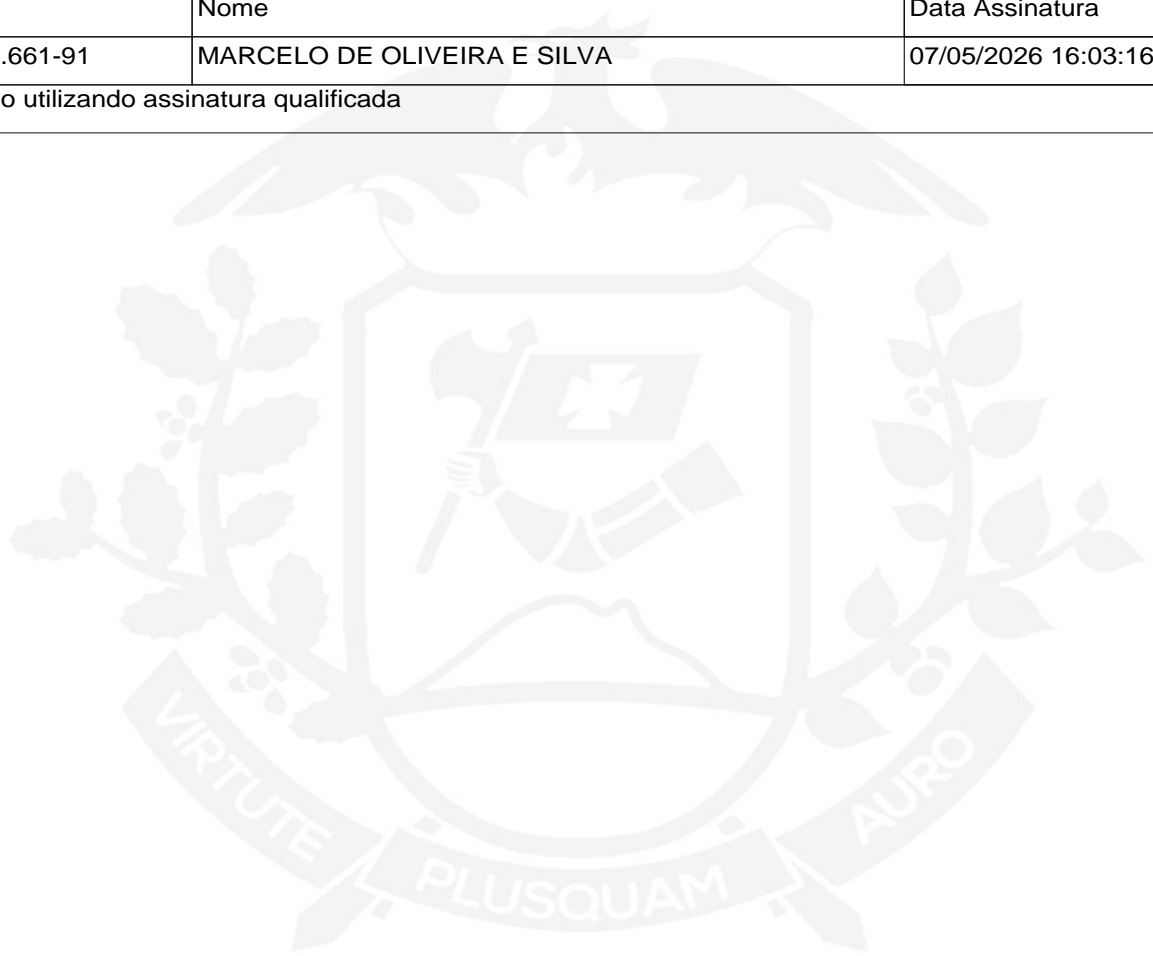 Nome Data Assinatura
.661-91 MARCELO DE OLIVEIRA E SILVA 07/05/2026 16:03:16
o utilizando assinatura qualificada
VIRTUTE PLUSQUAM AURO